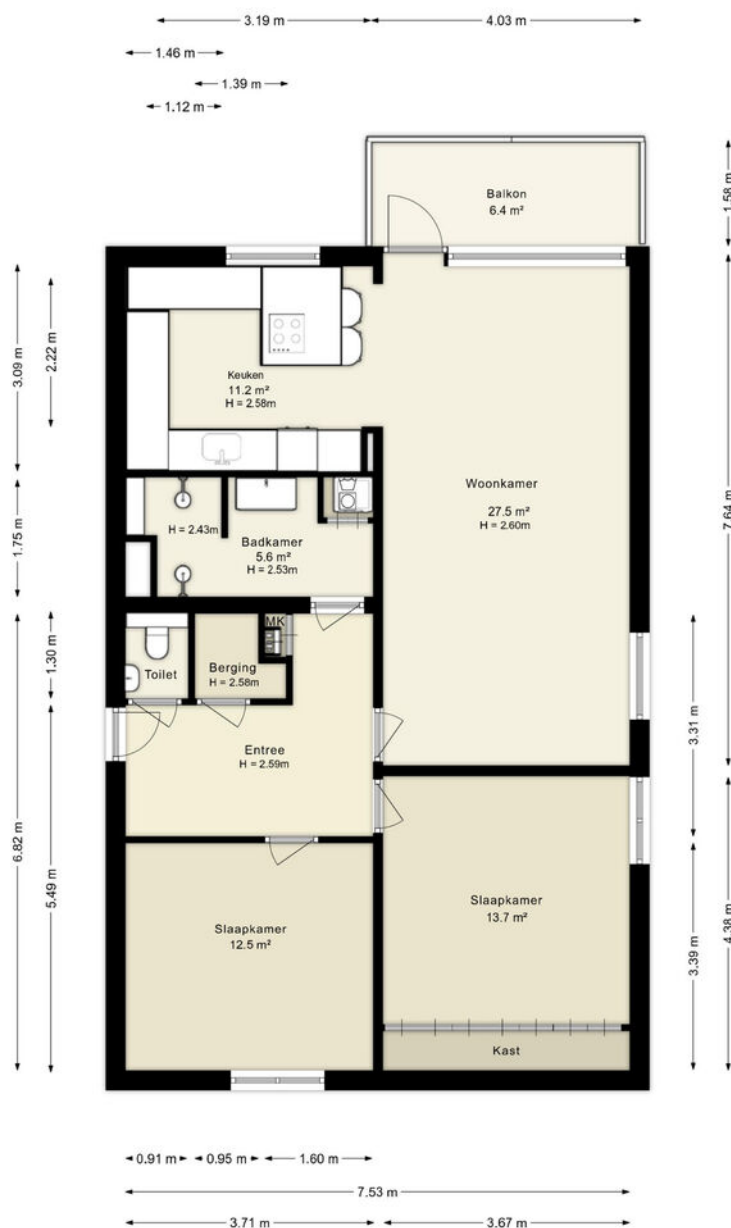 3.19 m
4.03 m
1.46 m
1.39 m
1.12 m
Balkon
6.4 m²
1.58 m
3.09 m
2.22 m
Keuken
11.2 m²
H = 2.58m
Woonkamer
27.5 m²
H = 2.60m
7.64 m
1.75 m
H = 2.43m
Badkamer
5.6 m²
H = 2.53m
MK
Toilet
Berging
H = 2.58m
1.30 m
3.31 m
Entree
H = 2.59m
6.82 m
5.49 m
Slaapkamer
12.5 m²
Slaapkamer
13.7 m²
3.39 m
4.38 m
Kast
0.91 m
0.95 m
1.60 m
7.53 m
3.71 m
3.67 m